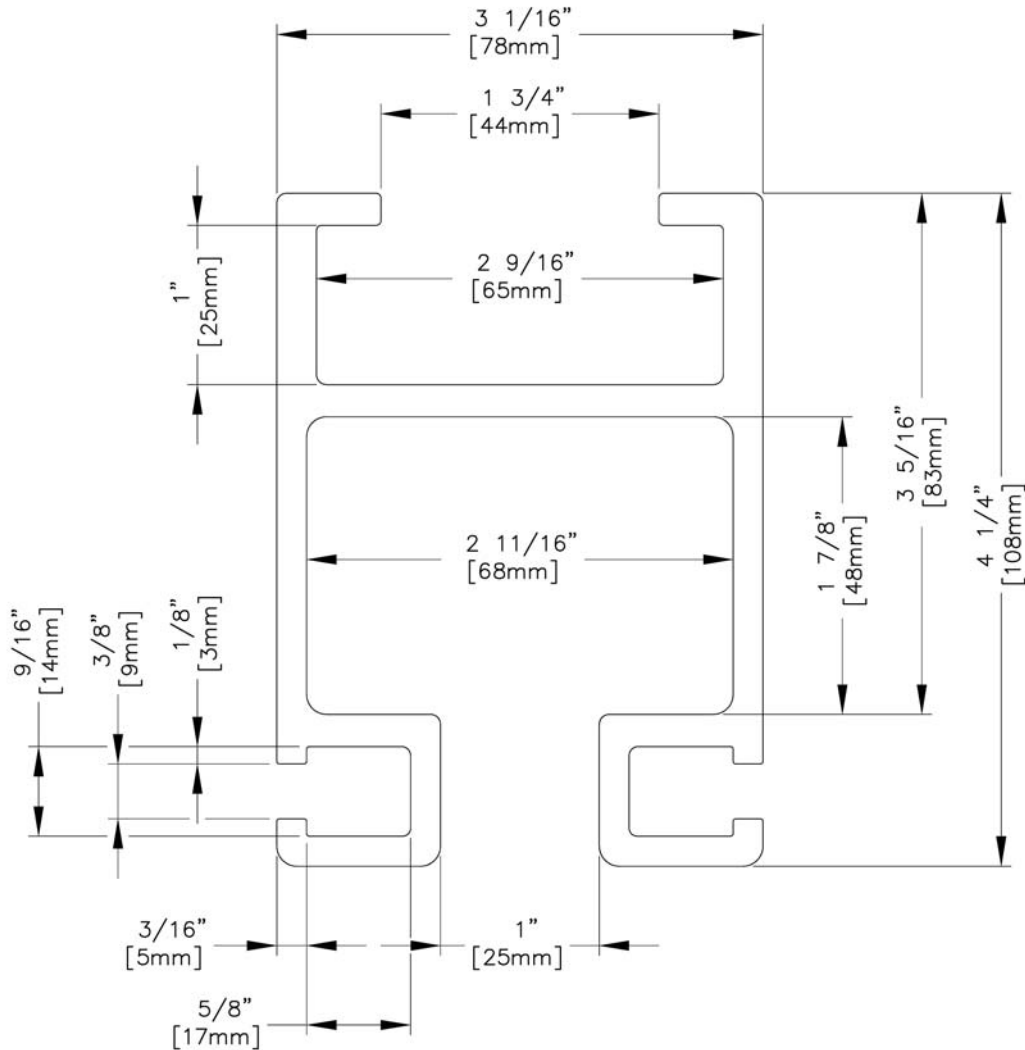 3 1/16”
[78mm]
1 3/4”
[44mm]
1”
[25mm]
2 9/16”
[65mm]
3 5/16”
[83mm]
4 1/4”
[108mm]
1 7/8”
[48mm]
2 11/16”
[68mm]
9/16”
[14mm]
3/8”
[9mm]
1/8”
[3mm]
3/16”
[5mm]
1”
[25mm]
5/8”
[17mm]